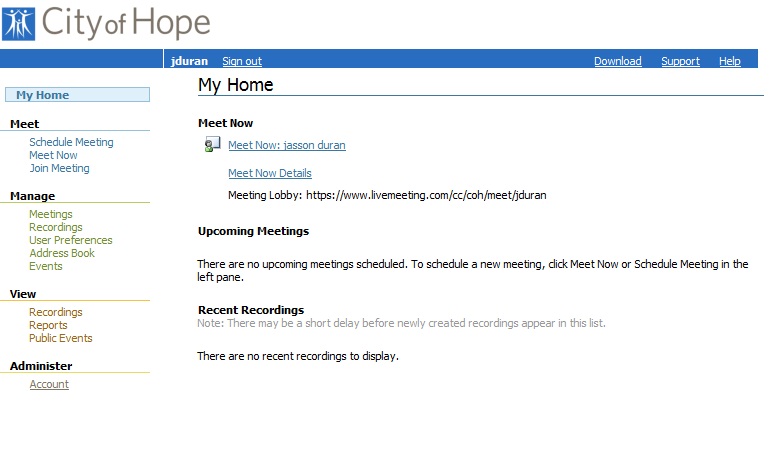 City of Hope
jduran Sign out Download Support Help
My Home
My Home
Meet
Schedule Meeting
Meet Now
Join Meeting
Manage
Meetings
Recordings
User Preferences
Address Book
Events
View
Recordings
Reports
Public Events
Administer
Account
Meet Now
Meet Now: jasson duran
Meet Now Details
Meeting Lobby: https://www.livemeeting.com/cc/coh/meet/jduran
Upcoming Meetings
There are no upcoming meetings scheduled. To schedule a new meeting, click Meet Now or Schedule Meeting in the
left pane.
Recent Recordings
Note: There may be a short delay before newly created recordings appear in this list.
There are no recent recordings to display.